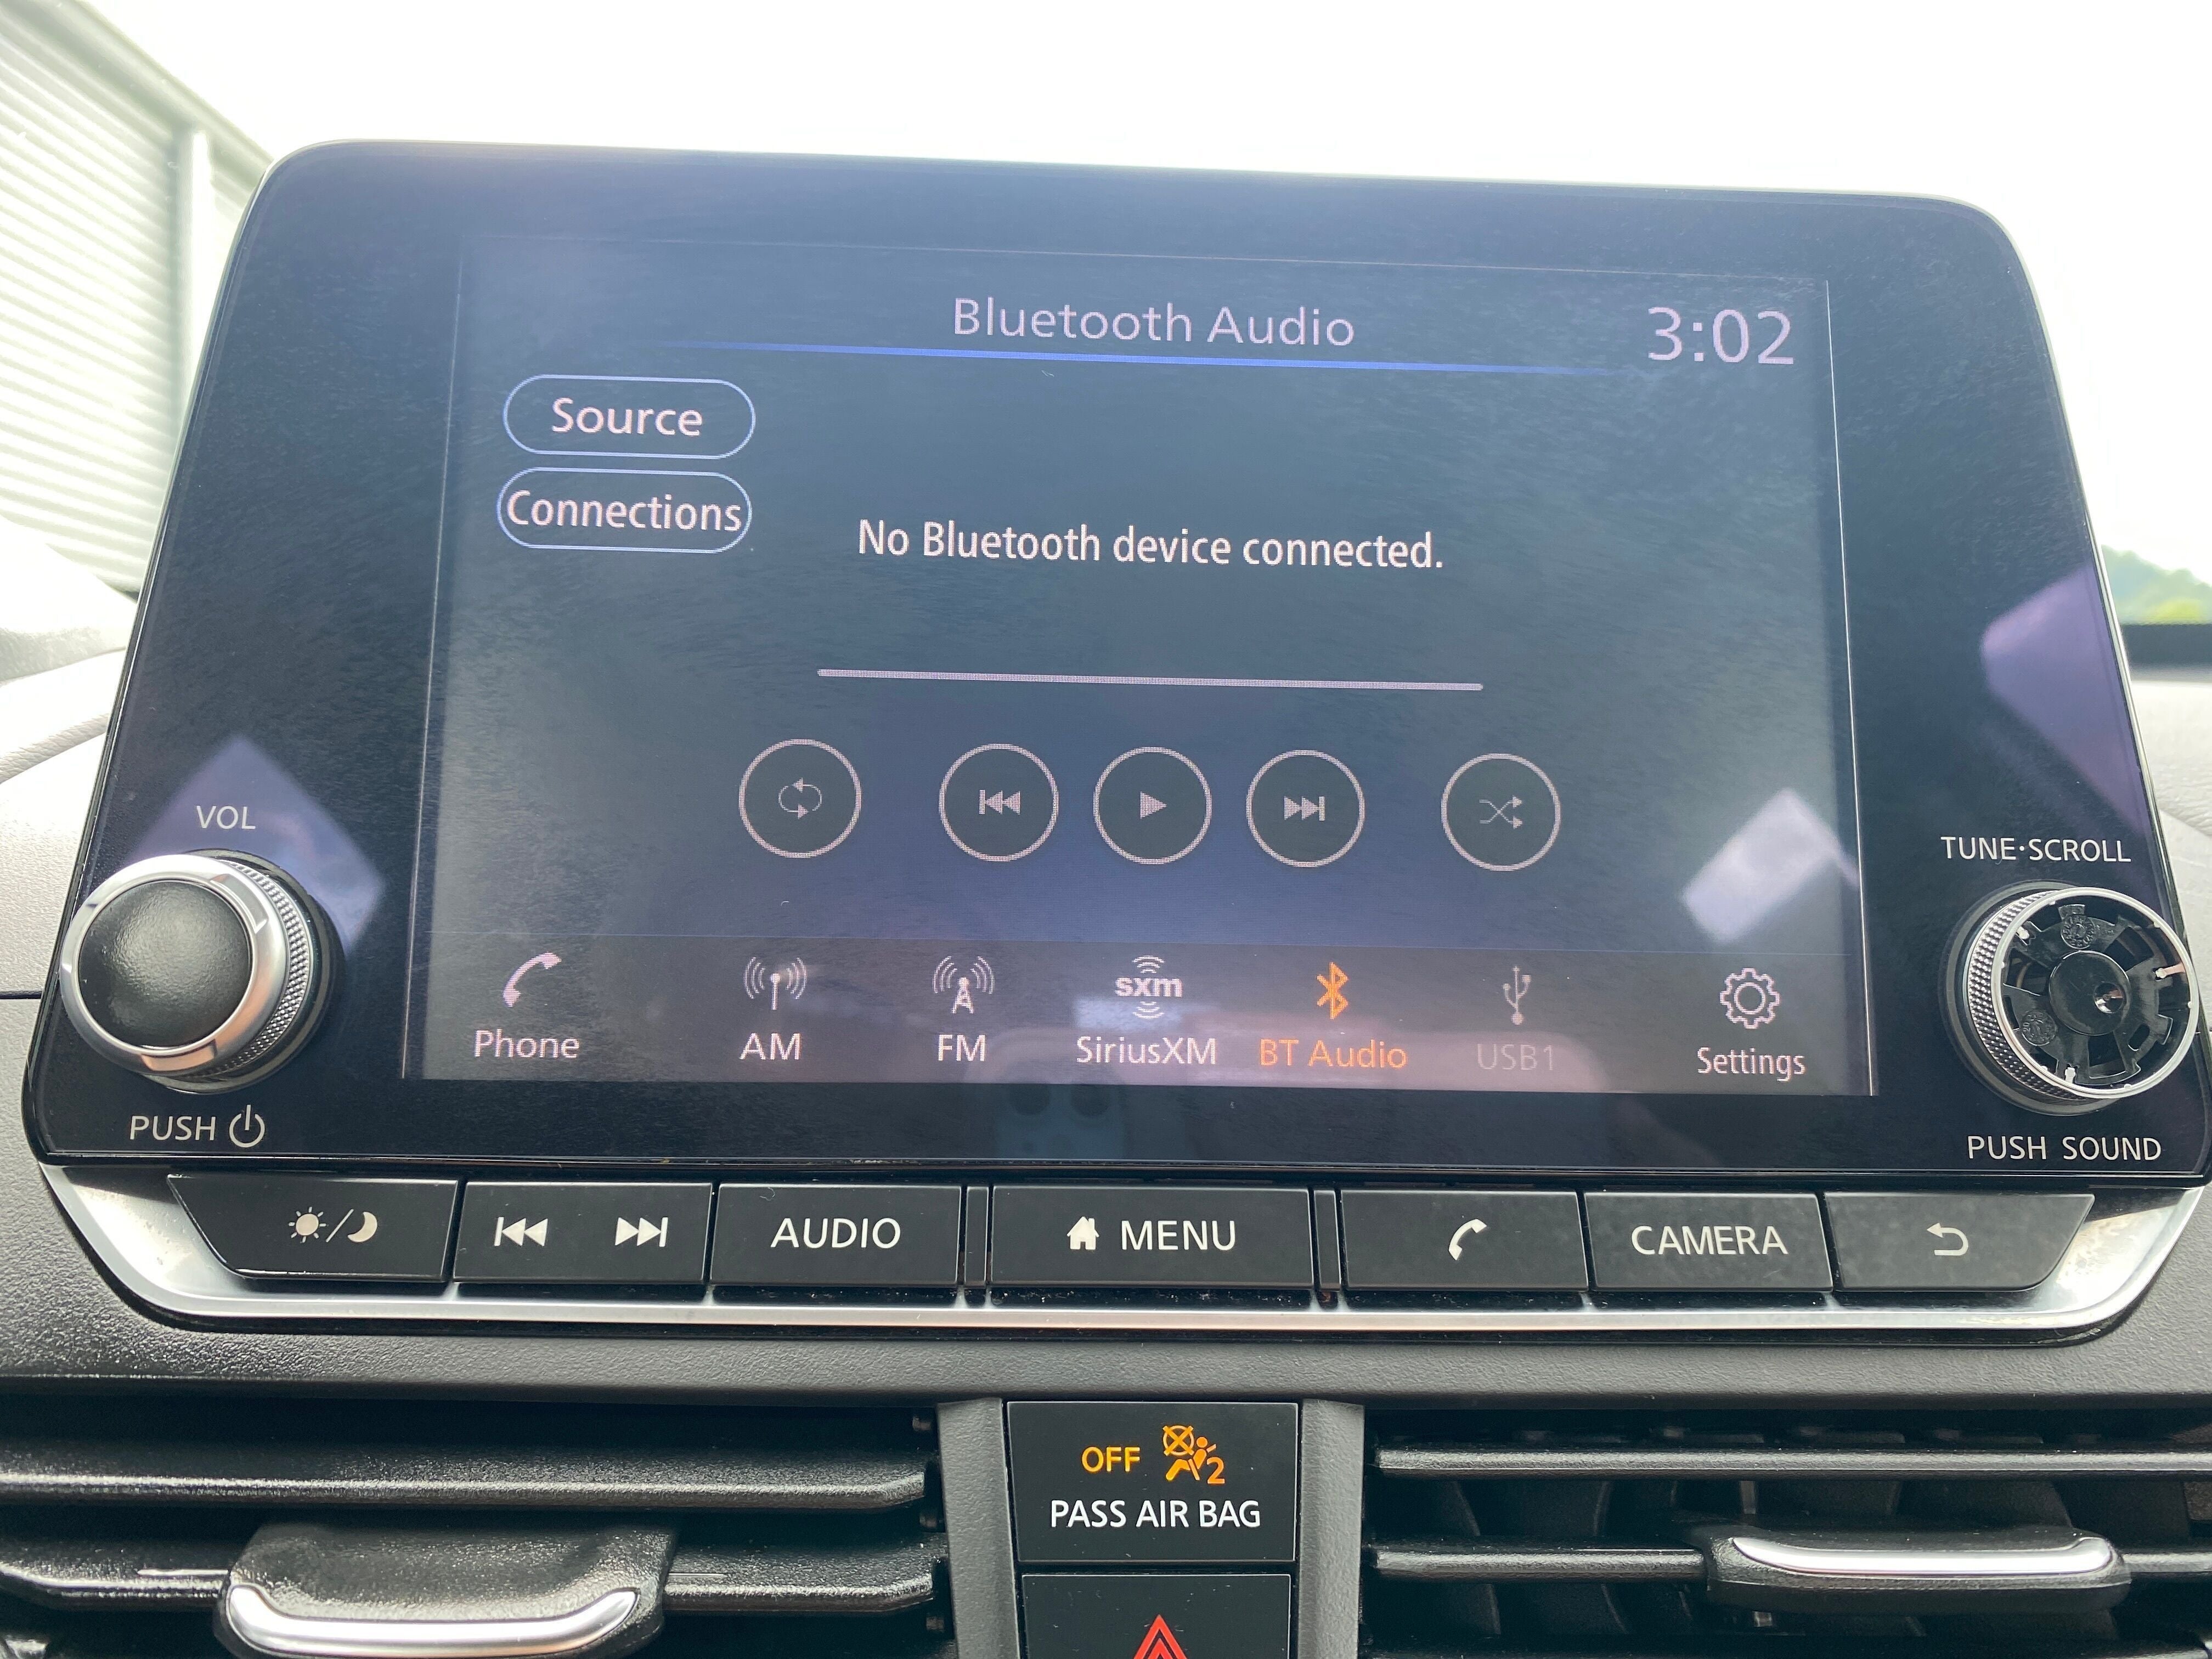 Bluetooth Audio
3:02
Source
Connections
No Bluetooth device connected.
VOL
TUNE·SCROLL
sxm
Phone
AM
FM
SiriusXM
BT Audio
USB1
Settings
PUSH
PUSH SOUND
AUDIO
MENU
CAMERA
OFF
2
PASS AIR BAG